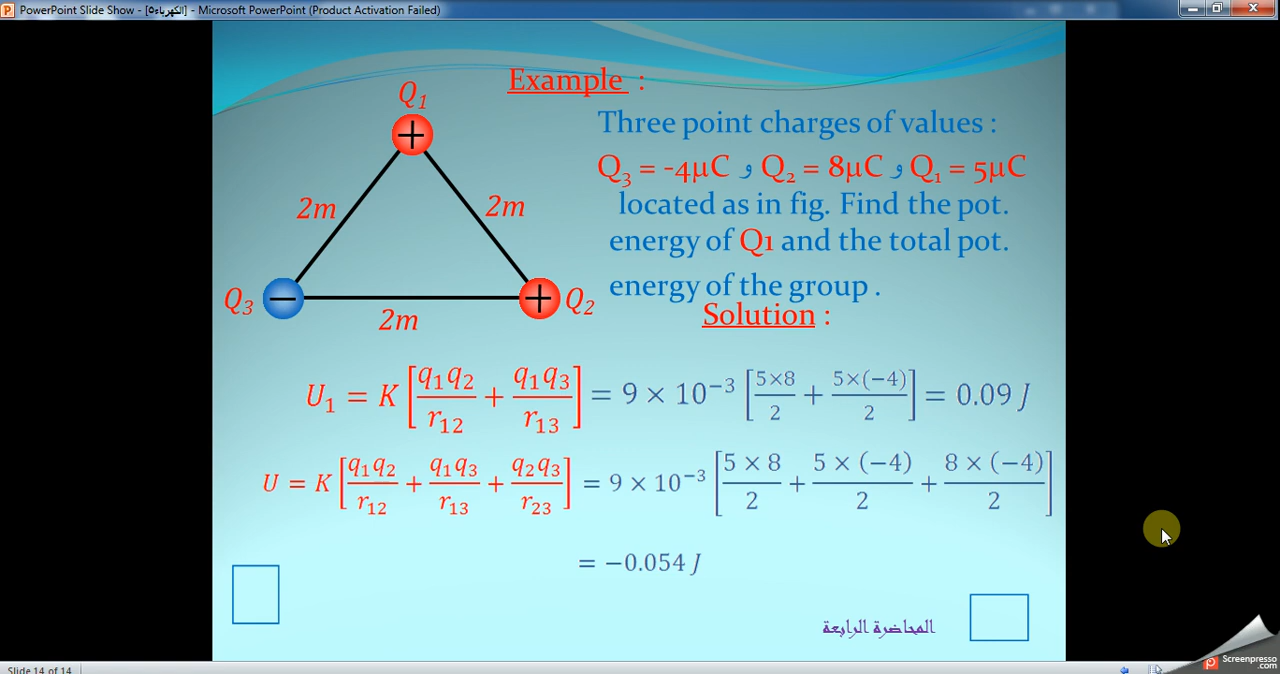 PowerPoint Slide Show - [الكهرباء٥] - Microsoft PowerPoint (Product Activation Failed)
Example :
Q₁
Three point charges of values :
Q₃ = -4µC و Q₂ = 8µC و Q₁ = 5µC
2m
2m
located as in fig. Find the pot.
energy of Q1 and the total pot.
energy of the group .
Q₃
Q₂
2m
Solution :
U₁ = K [q₁q₂/r₁₂ + q₁q₃/r₁₃] = 9 × 10⁻³ [5×8/2 + 5×(−4)/2] = 0.09 J
U = K [q₁q₂/r₁₂ + q₁q₃/r₁₃ + q₂q₃/r₂₃] = 9 × 10⁻³ [5 × 8/2 + 5 × (−4)/2 + 8 × (−4)/2]
= −0.054 J
المحاضرة الرابعة
Slide 14 of 14
Screenpresso
.com